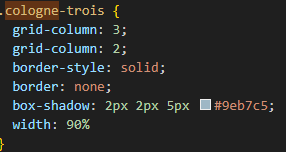 .cologne-trois {
grid-column: 3;
grid-column: 2;
border-style: solid;
border: none;
box-shadow: 2px 2px 5px #9eb7c5;
width: 90%
}